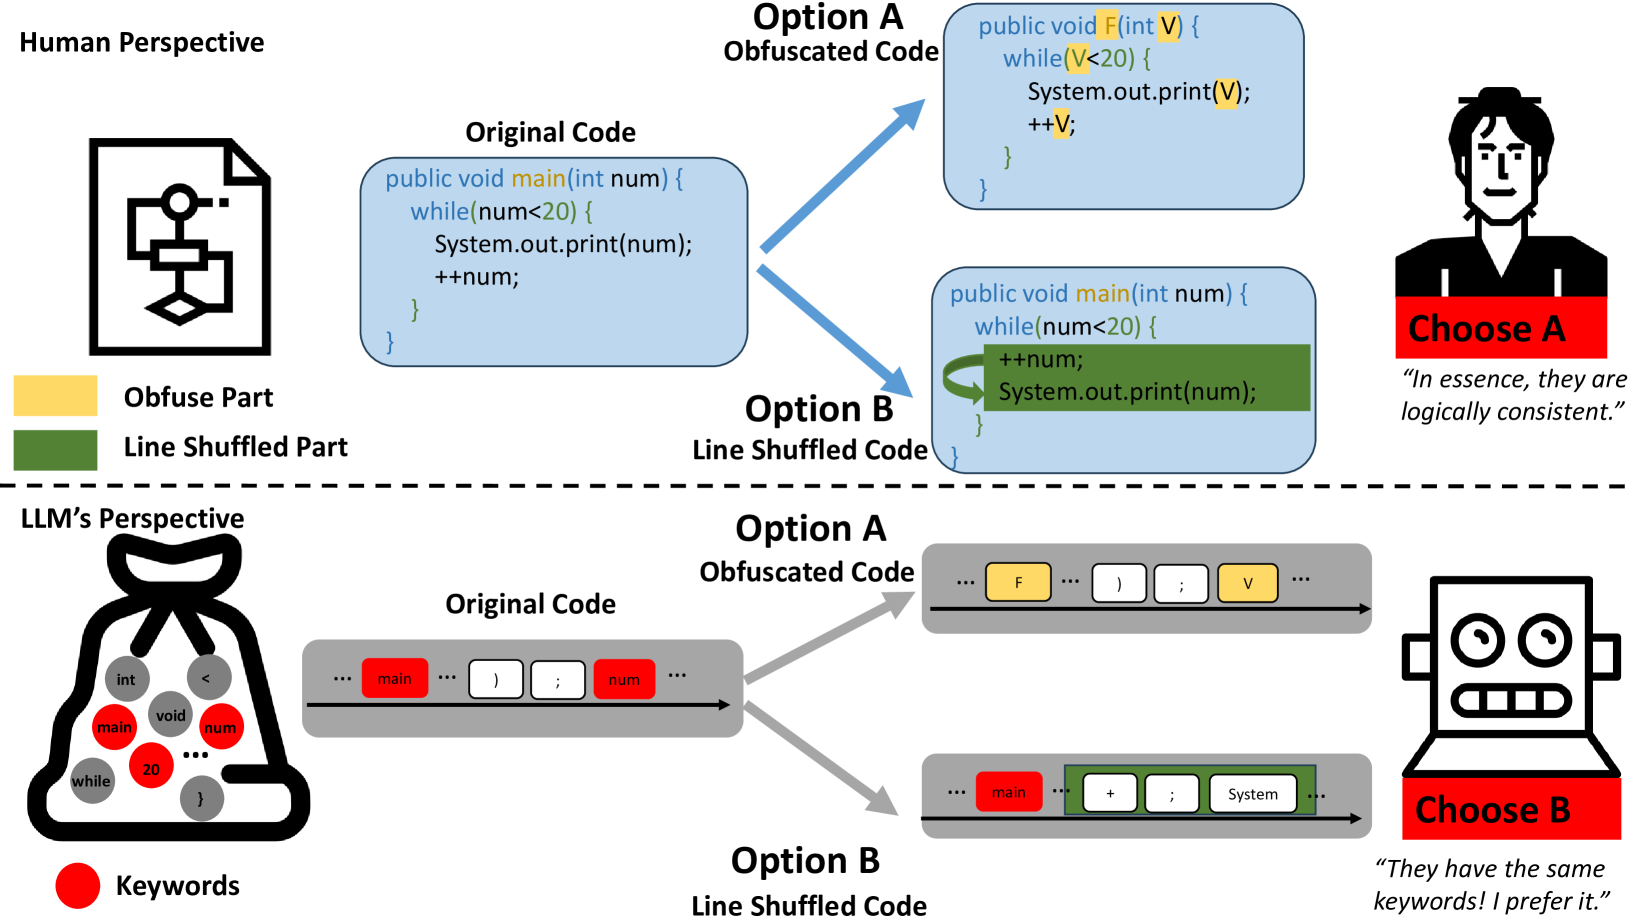 Human Perspective
Original Code
public void main(int num) {
while(num<20) {
System.out.print(num);
++num;
}
}
Obfuse Part
Line Shuffled Part
Option A
Obfuscated Code
public void F(int V) {
while(V<20) {
System.out.print(V);
++V;
}
}
Option B
Line Shuffled Code
public void main(int num) {
while(num<20) {
++num;
System.out.print(num);
}
}
Choose A
“In essence, they are
logically consistent.”
LLM’s Perspective
int
<
main
void
num
20
...
while
}
Keywords
Original Code
... main ... ) ; num ...
Option A
Obfuscated Code
... F ... ) ; V ...
Option B
Line Shuffled Code
... main ... + ; System ...
Choose B
“They have the same
keywords! I prefer it.”